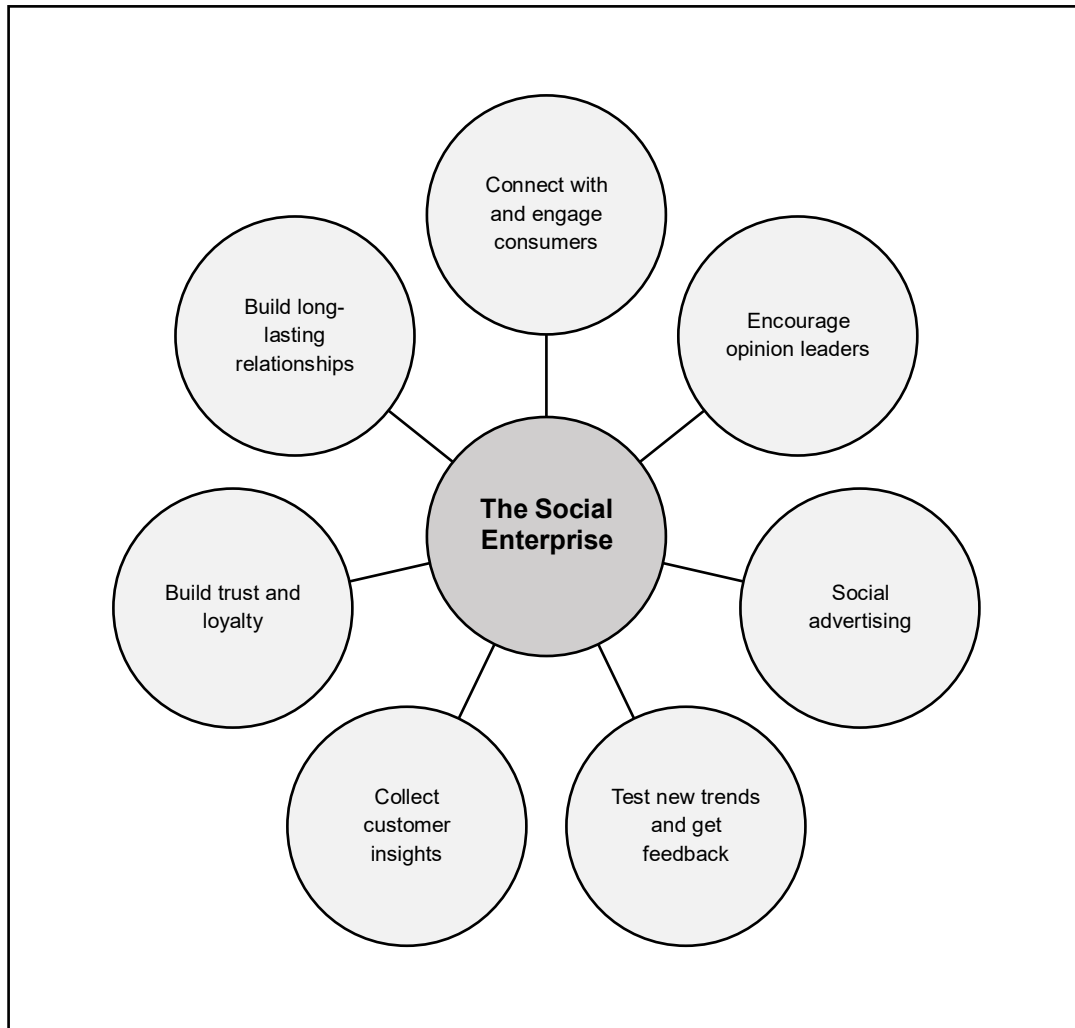 Connect with
and engage
consumers
Encourage
opinion leaders
Social
advertising
Test new trends
and get
feedback
Collect
customer
insights
Build trust and
loyalty
Build long-
lasting
relationships
The Social
Enterprise